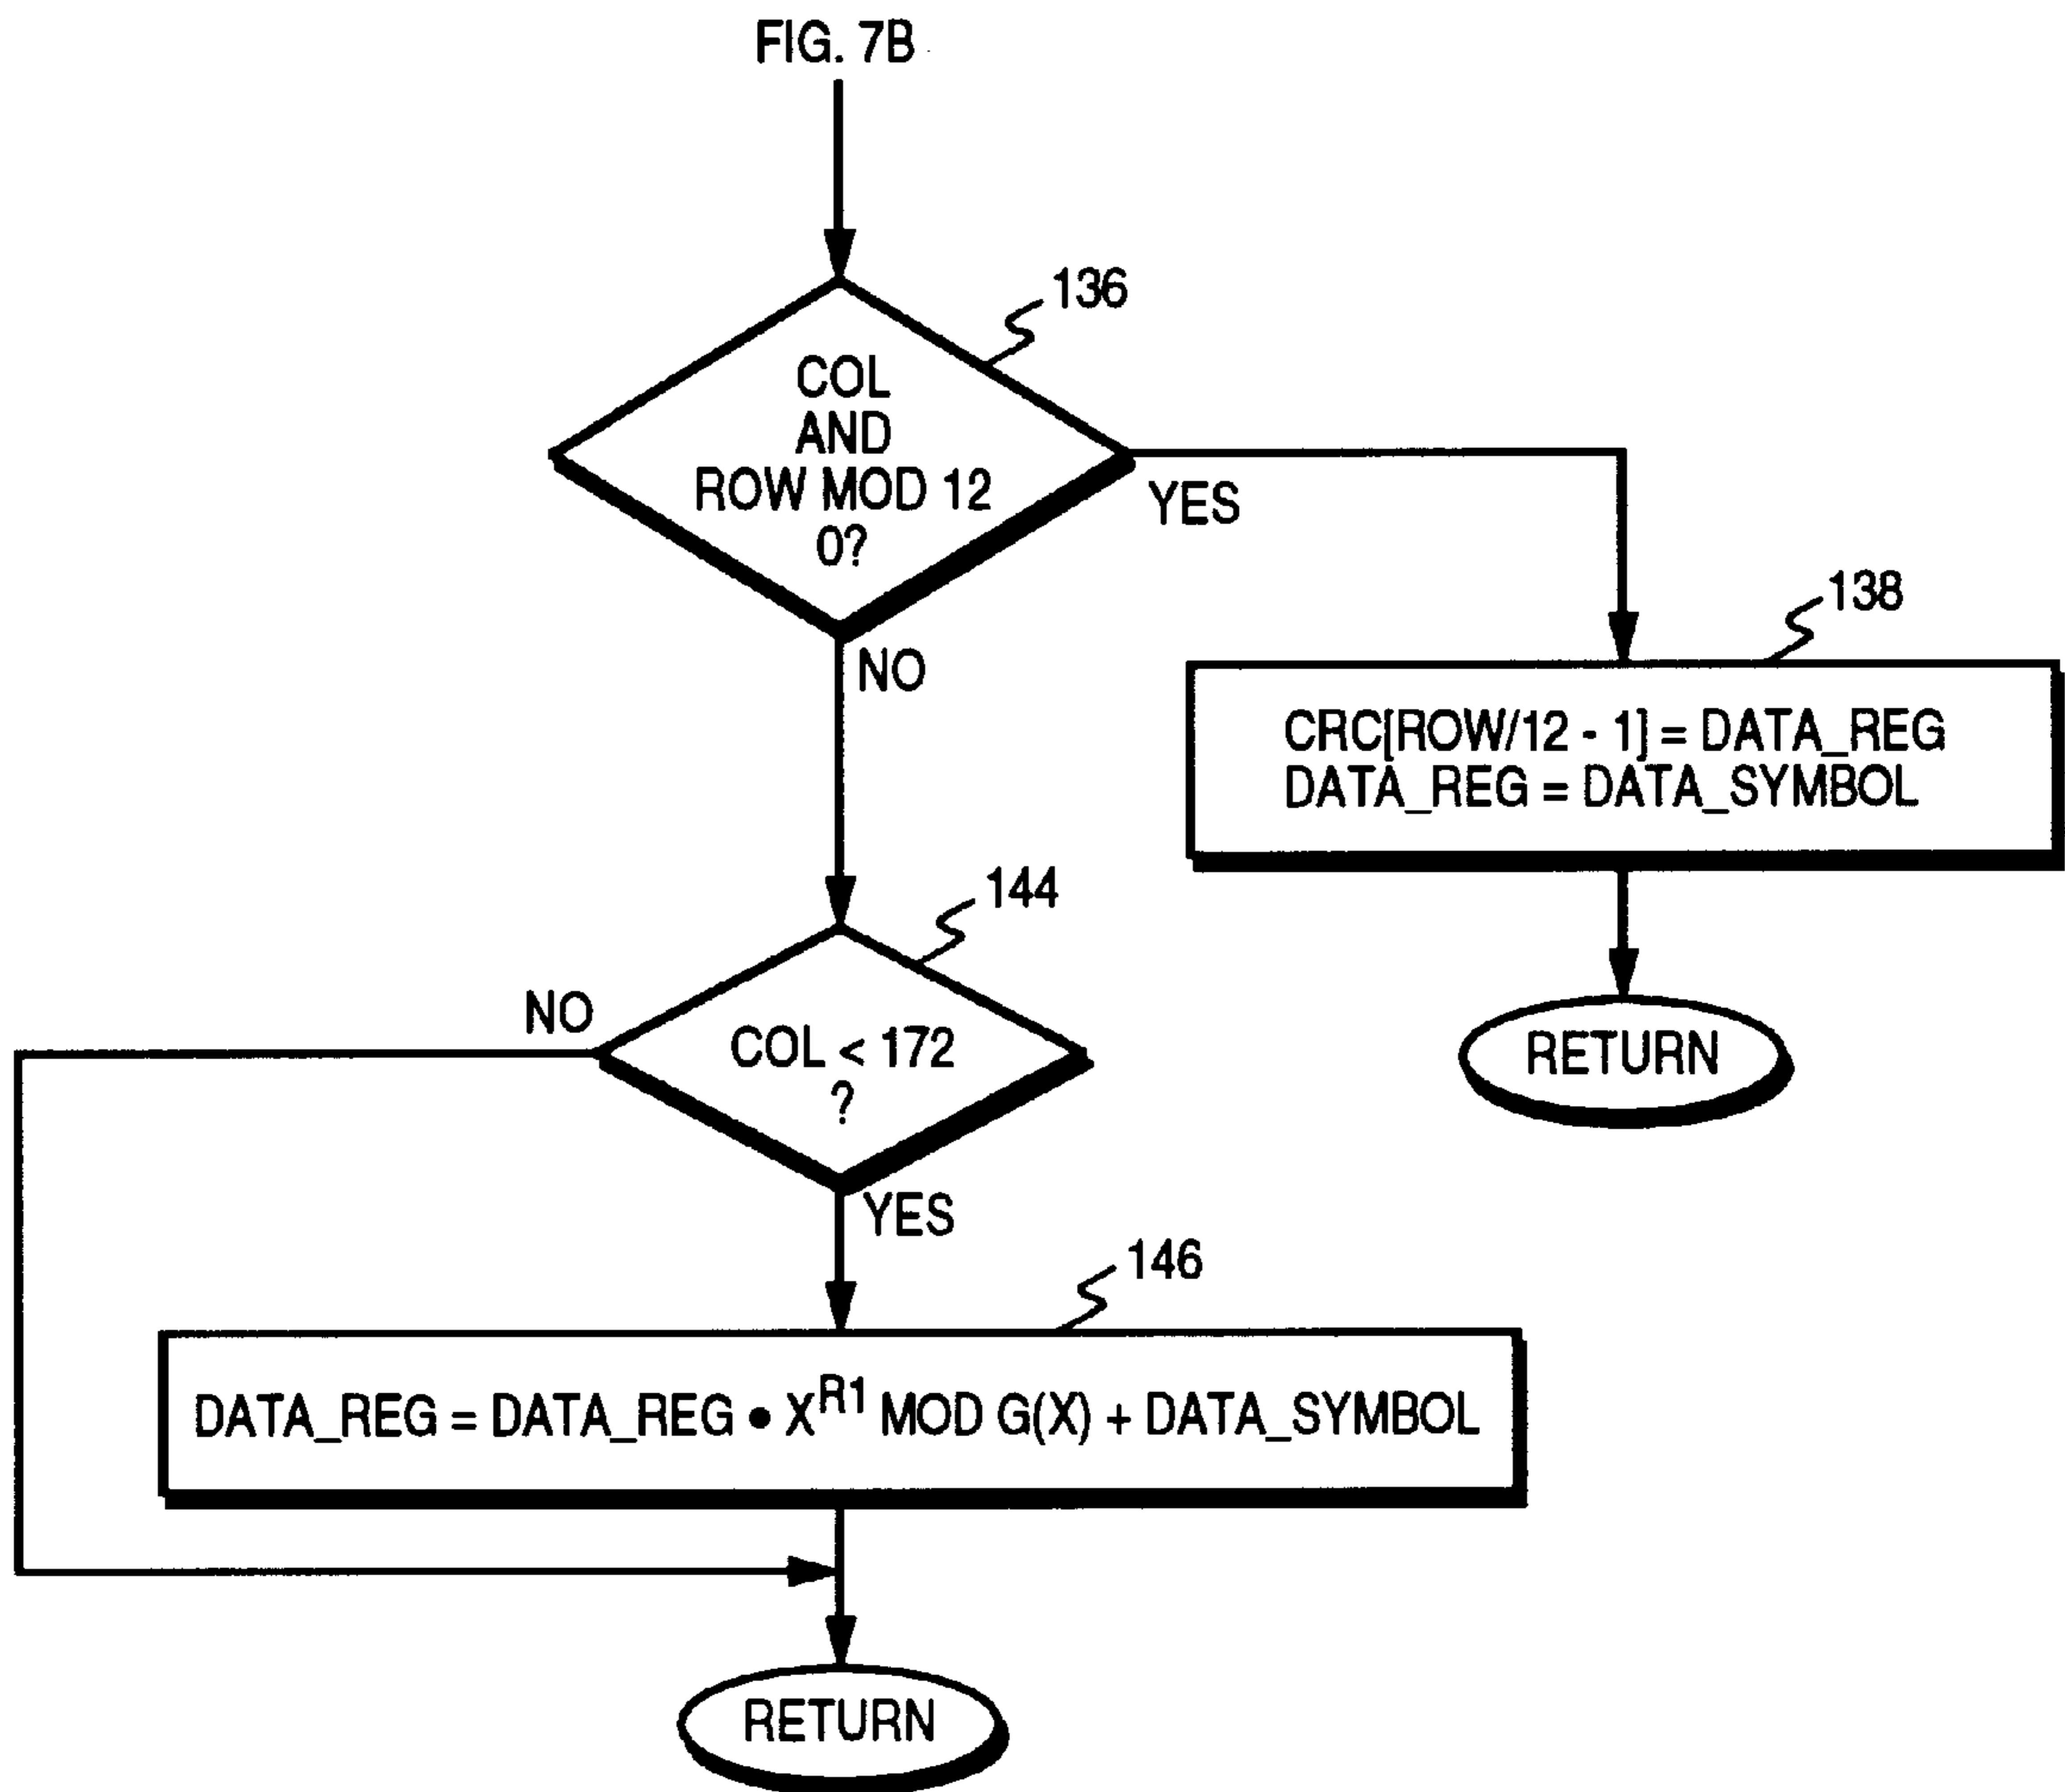 FIG. 7B
136
COL
AND
ROW MOD 12
0?
YES
NO
138
CRC[ROW/12 - 1] = DATA_REG
DATA_REG = DATA_SYMBOL
RETURN
144
NO
COL < 172
?
YES
146
DATA_REG = DATA_REG • X^R1 MOD G(X) + DATA_SYMBOL
RETURN